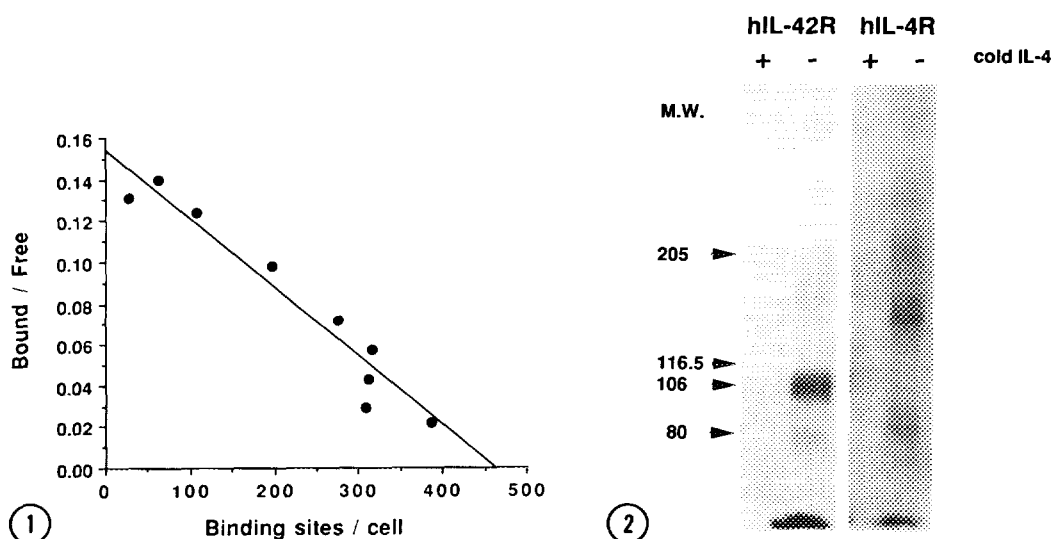 0.16
0.14
0.12
0.10
0.08
0.06
0.04
0.02
0.00
Bound / Free
0 100 200 300 400 500
Binding sites / cell
1
hIL-42R hIL-4R
+ - + - cold IL-4
M.W.
205
116.5
106
80
2